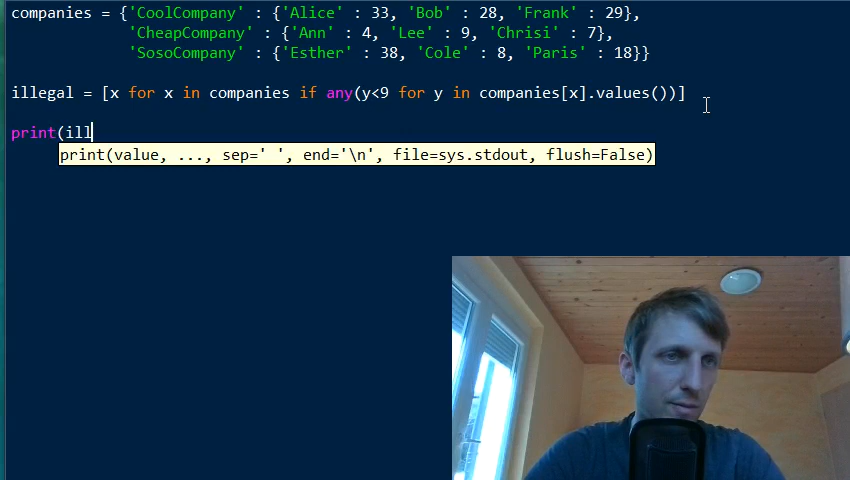 companies = {'CoolCompany' : {'Alice' : 33, 'Bob' : 28, 'Frank' : 29},
'CheapCompany' : {'Ann' : 4, 'Lee' : 9, 'Chrisi' : 7},
'SosoCompany' : {'Esther' : 38, 'Cole' : 8, 'Paris' : 18}}
illegal = [x for x in companies if any(y<9 for y in companies[x].values())]
print(ill
print(value, ..., sep=' ', end='\n', file=sys.stdout, flush=False)